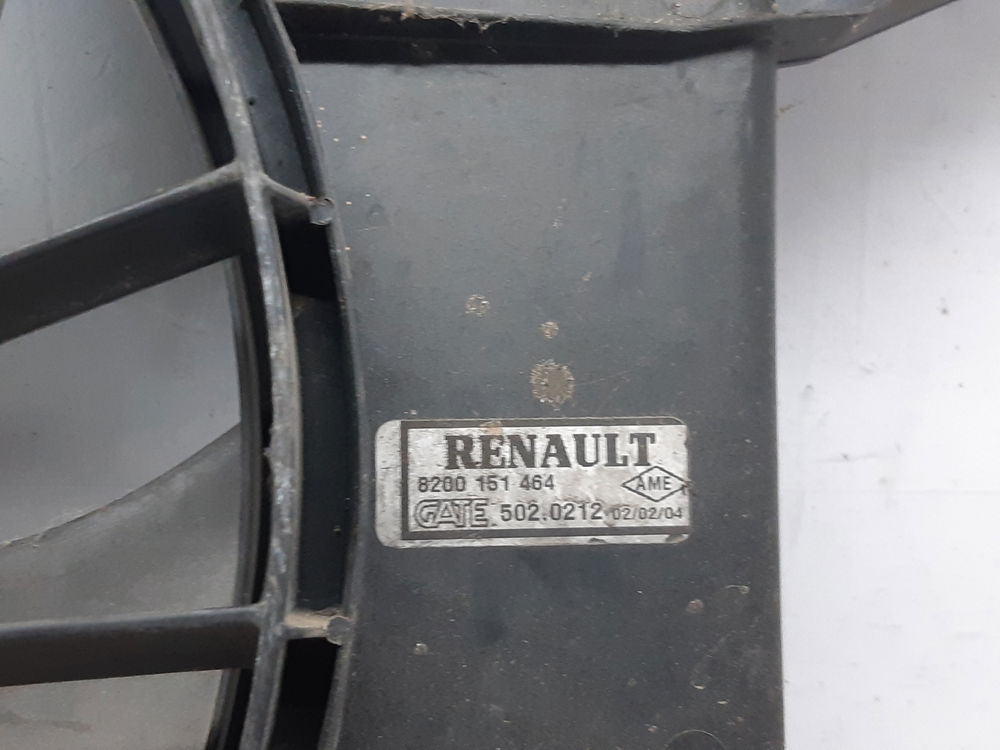 RENAULT
8200 151 464
AME
GATE 502.0212 02/02/04